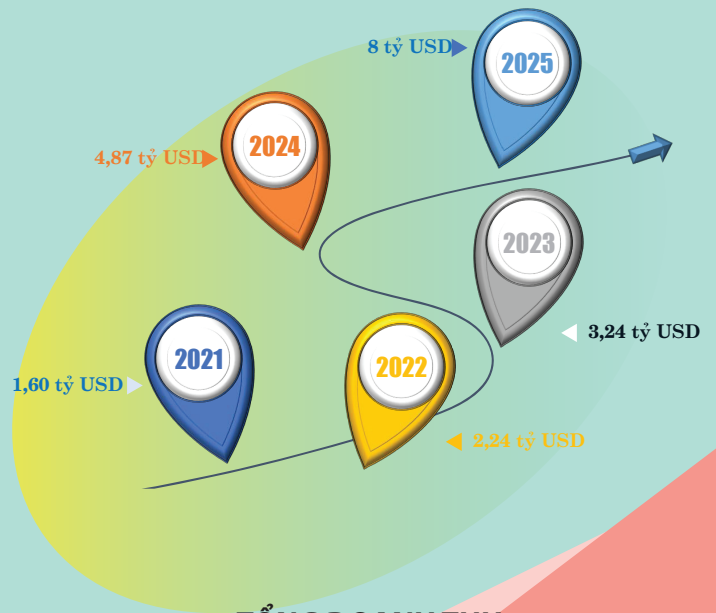 8 tỷ USD
2025
2024
4,87 tỷ USD
2023
3,24 tỷ USD
2021
1,60 tỷ USD
2022
2,24 tỷ USD